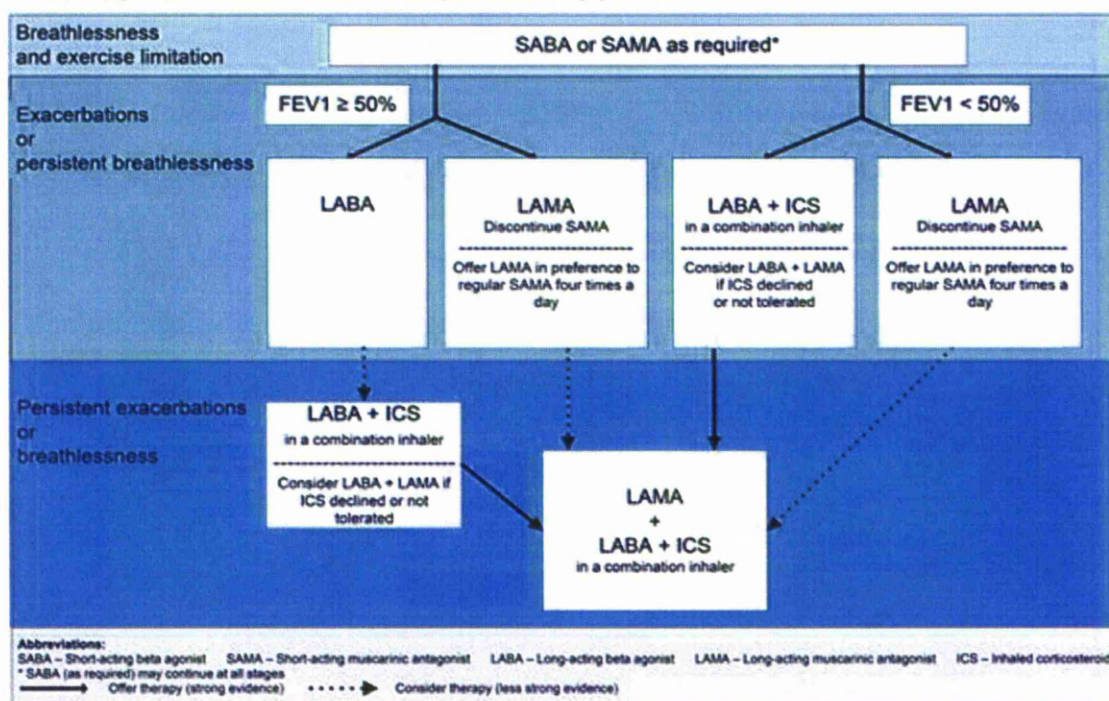 Breathlessness
and exercise limitation
SABA or SAMA as required*
FEV1 ≥ 50%
FEV1 < 50%
Exacerbations
or
persistent breathlessness
LABA
LAMA
Discontinue SAMA
Offer LAMA in preference to
regular SAMA four times a
day
LABA + ICS
in a combination inhaler
Consider LABA + LAMA
if ICS declined
or not tolerated
LAMA
Discontinue SAMA
Offer LAMA in preference to
regular SAMA four times a
day
Persistent exacerbations
or
breathlessness
LABA + ICS
in a combination inhaler
Consider LABA + LAMA if
ICS declined or not
tolerated
LAMA
+
LABA + ICS
in a combination inhaler
Abbreviations:
SABA – Short-acting beta agonist SAMA – Short-acting muscarinic antagonist LABA – Long-acting beta agonist LAMA – Long-acting muscarinic antagonist ICS – Inhaled corticosteroid
* SABA (as required) may continue at all stages
Offer therapy (strong evidence) Consider therapy (less strong evidence)